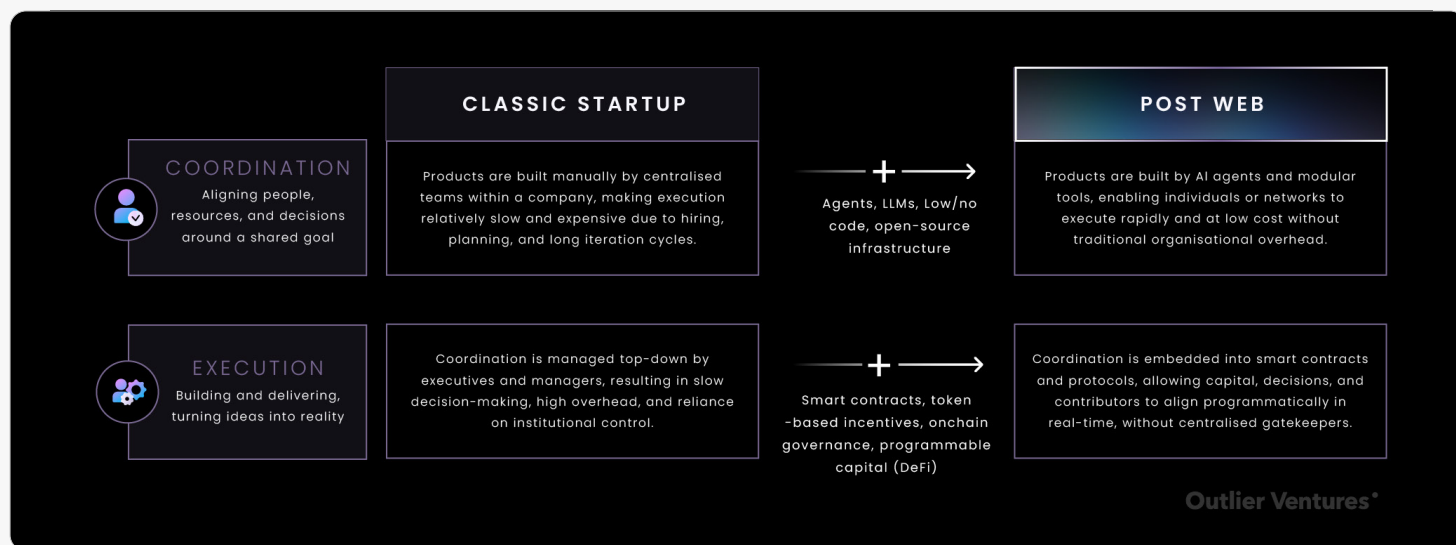 CLASSIC STARTUP
POST WEB
COORDINATION
Aligning people,
resources, and decisions
around a shared goal
Products are built manually by centralised
teams within a company, making execution
relatively slow and expensive due to hiring,
planning, and long iteration cycles.
Agents, LLMs, Low/no
code, open-source
infrastructure
Products are built by AI agents and modular
tools, enabling individuals or networks to
execute rapidly and at low cost without
traditional organisational overhead.
EXECUTION
Building and delivering,
turning ideas into reality
Coordination is managed top-down by
executives and managers, resulting in slow
decision-making, high overhead, and reliance
on institutional control.
Smart contracts, token
-based incentives, onchain
governance, programmable
capital (DeFi)
Coordination is embedded into smart contracts
and protocols, allowing capital, decisions, and
contributors to align programmatically in
real-time, without centralised gatekeepers.
Outlier Ventures